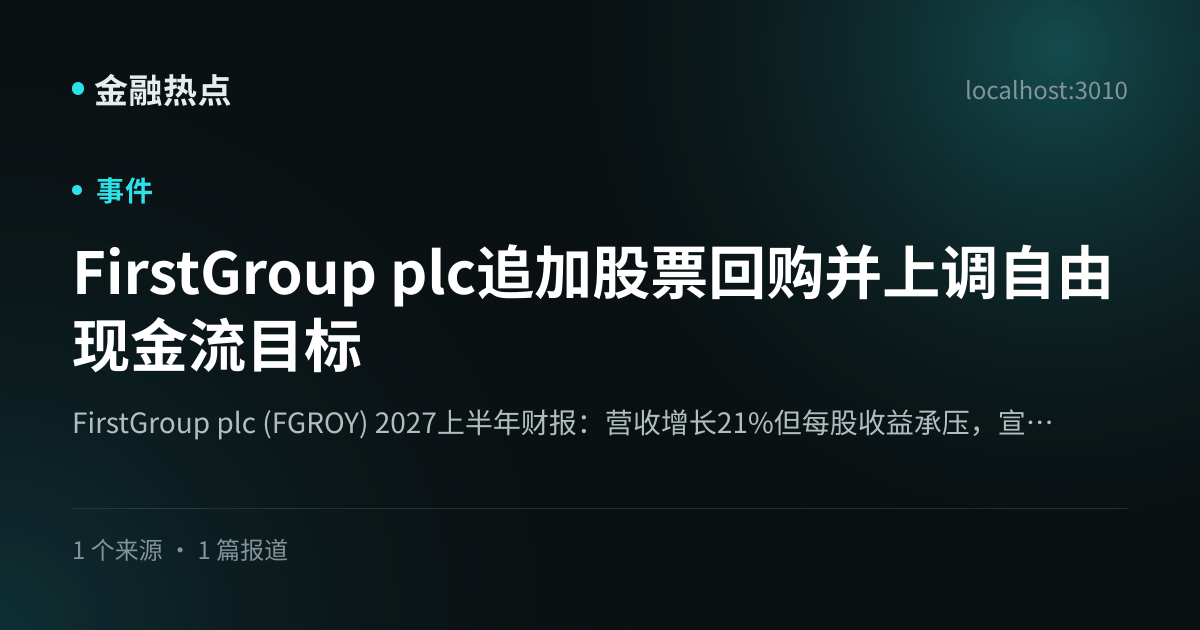 金融热点
localhost:3010
事件
FirstGroup plc追加股票回购并上调自由
现金流目标
FirstGroup plc (FGROY) 2027上半年财报：营收增长21%但每股收益承压，宣…
1 个来源 · 1 篇报道